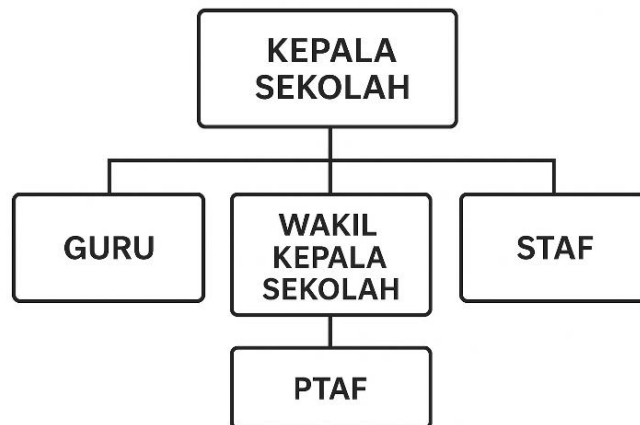 KEPALA
SEKOLAH
GURU
WAKIL
KEPALA
SEKOLAH
STAF
PTAF